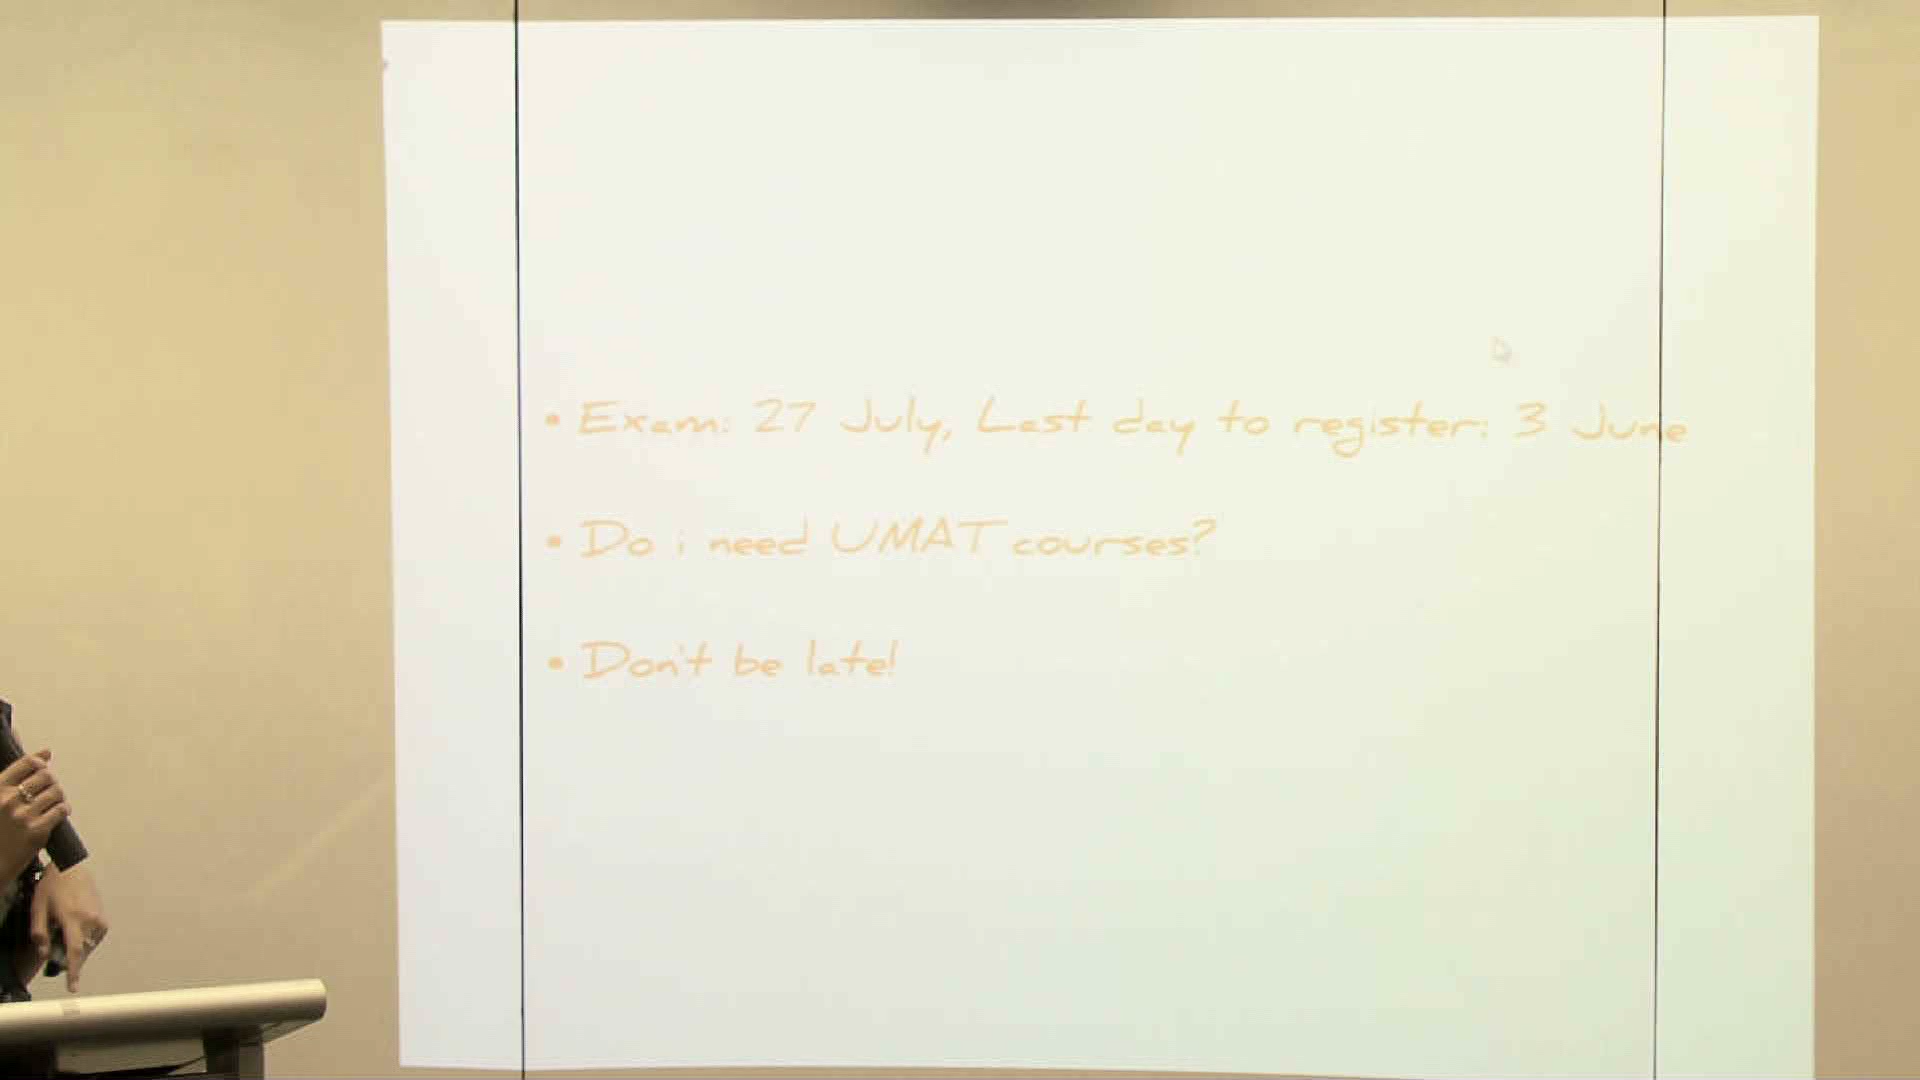 • Exam: 27 July, Last day to register: 3 June
• Do i need UMAT courses?
• Don't be late!